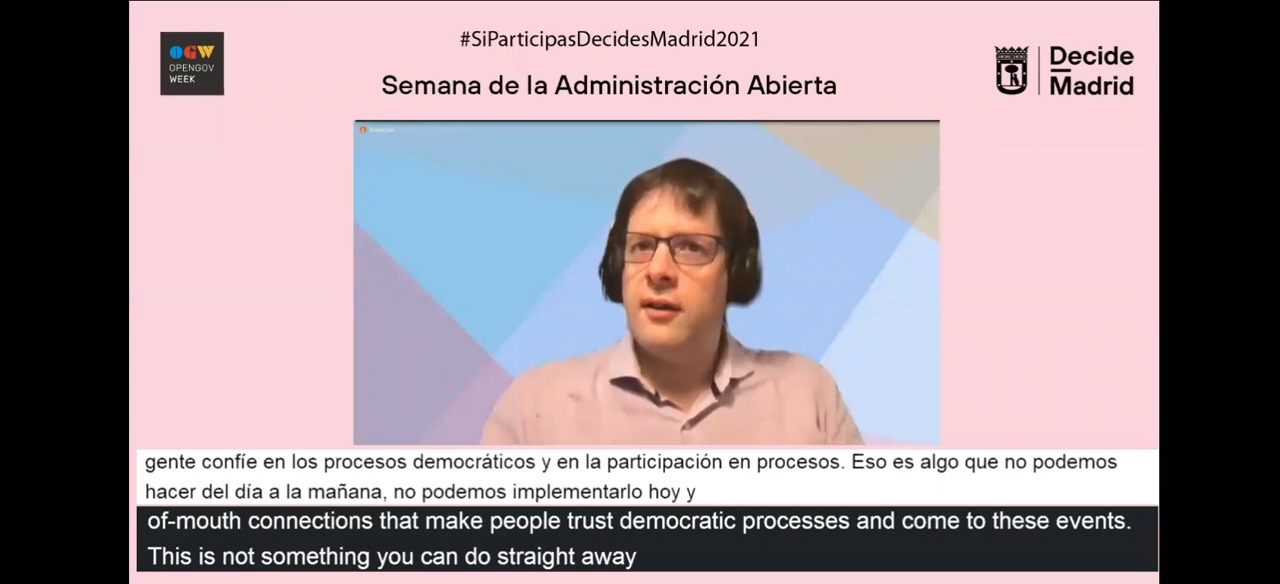 #SiParticipasDecidesMadrid2021
OGW
OPENGOV
WEEK
Semana de la Administración Abierta
Decide
Madrid
gente confíe en los procesos democráticos y en la participación en procesos. Eso es algo que no podemos
hacer del día a la mañana, no podemos implementarlo hoy y
of-mouth connections that make people trust democratic processes and come to these events.
This is not something you can do straight away